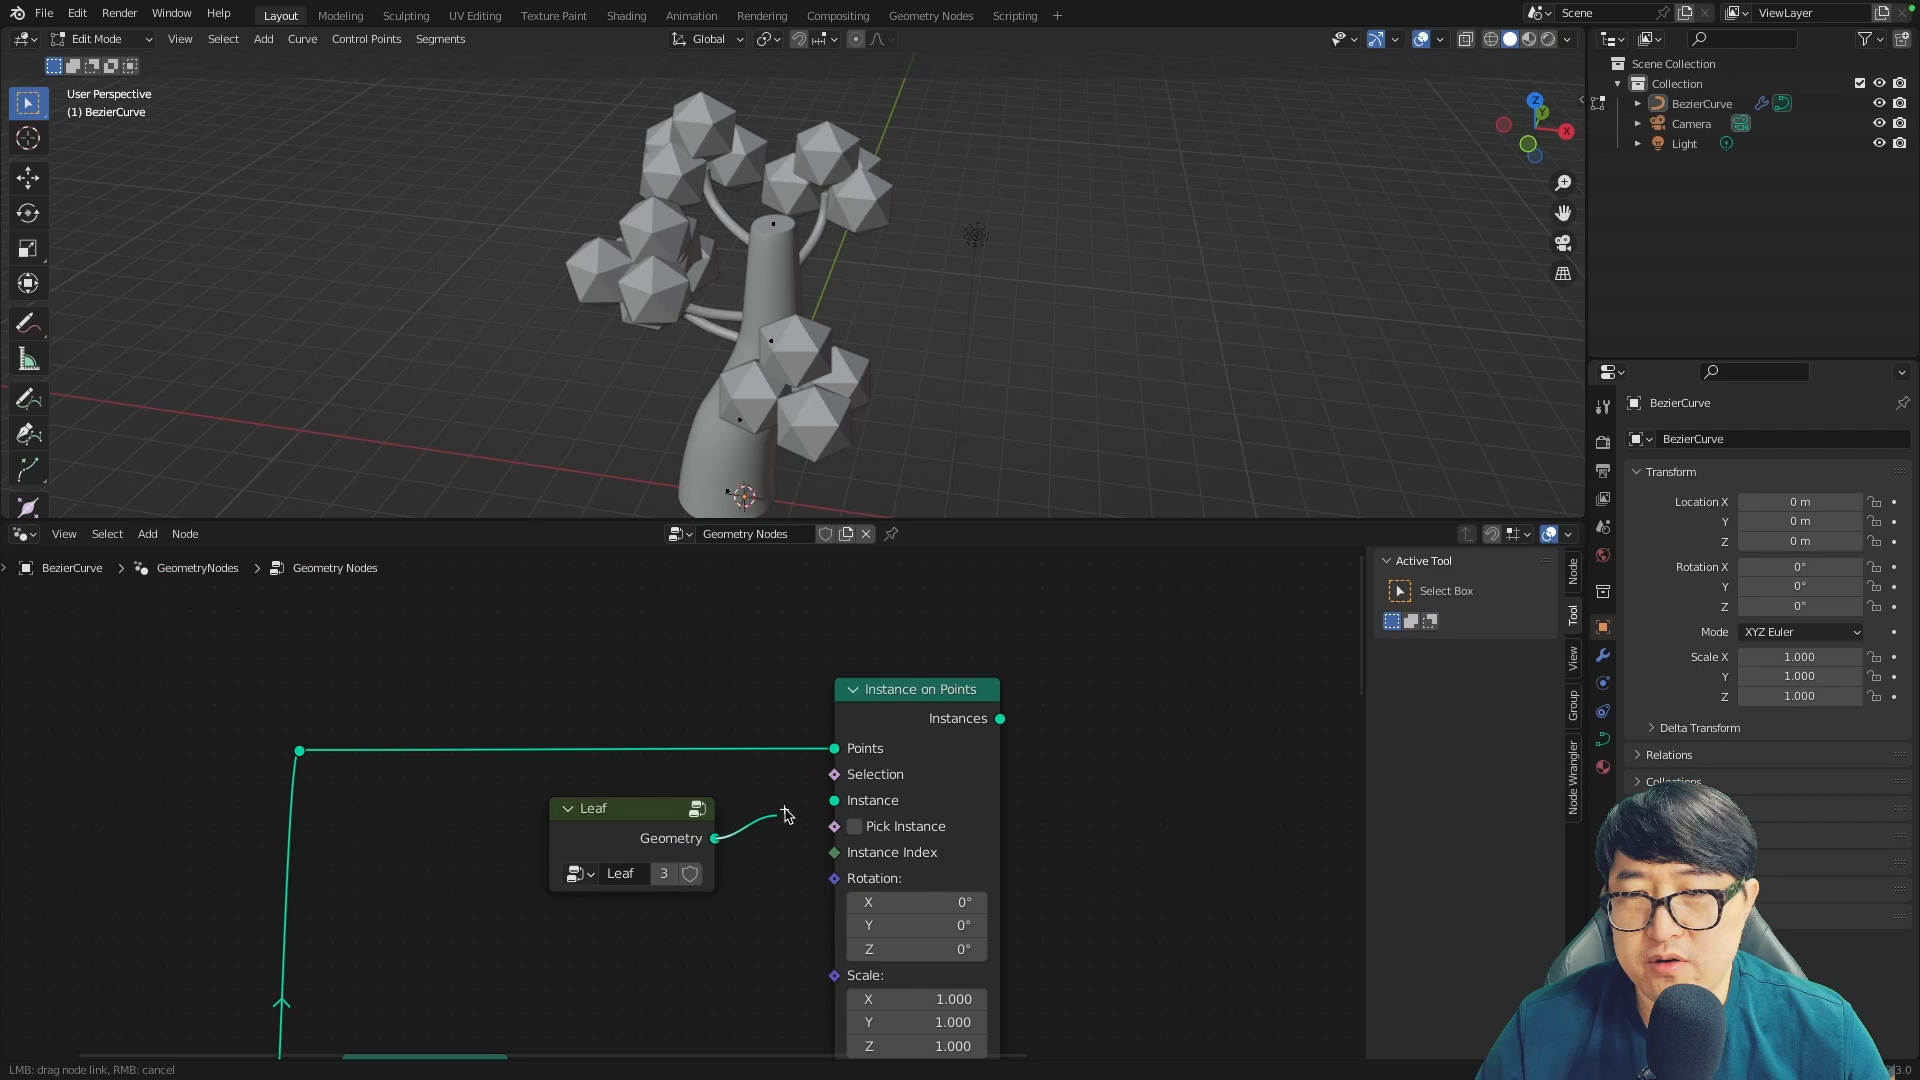 File Edit Render Window Help
Layout Modeling Sculpting UV Editing Texture Paint Shading Animation Rendering Compositing Geometry Nodes Scripting
Scene
ViewLayer
Edit Mode View Select Add Curve Control Points Segments
Global
User Perspective
(1) BezierCurve
Z
Y
X
Scene Collection
Collection
BezierCurve
Camera
Light
BezierCurve
BezierCurve
Transform
Location X 0 m
Y 0 m
Z 0 m
Rotation X 0°
Y 0°
Z 0°
Mode XYZ Euler
Scale X 1.000
Y 1.000
Z 1.000
Delta Transform
Relations
Collections
View Select Add Node
Geometry Nodes
BezierCurve > GeometryNodes > Geometry Nodes
Active Tool
Select Box
Node
Tool
View
Group
Node Wrangler
Instance on Points
Instances
Points
Selection
Instance
Pick Instance
Instance Index
Rotation:
X 0°
Y 0°
Z 0°
Scale:
X 1.000
Y 1.000
Z 1.000
Leaf
Geometry
Leaf 3
LMB: drag node link, RMB: cancel